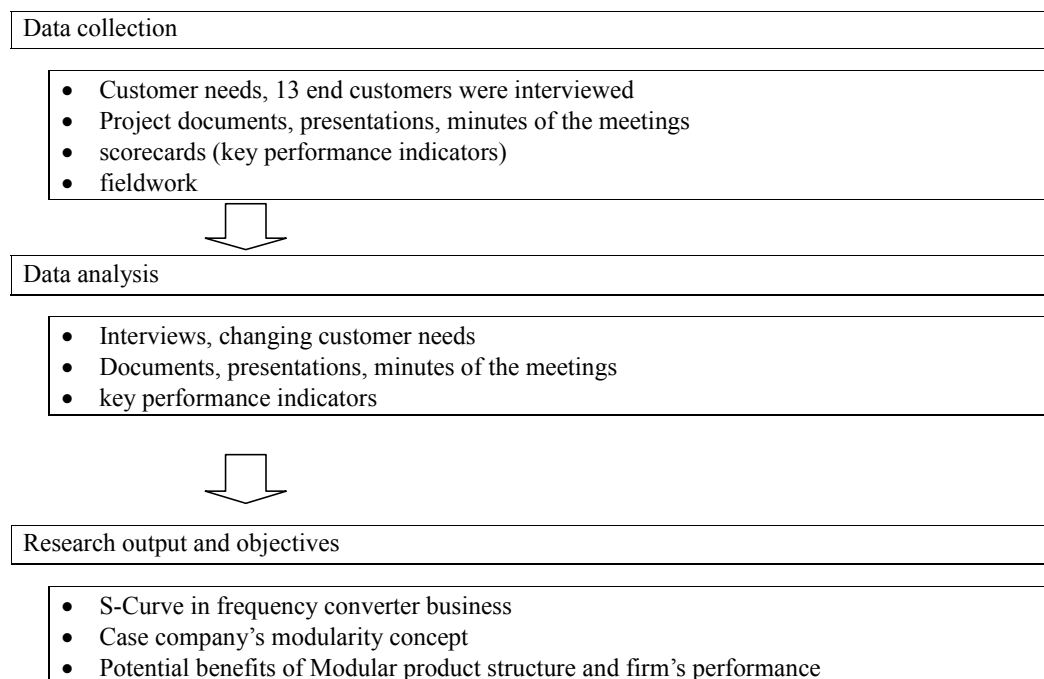 Data collection
• Customer needs, 13 end customers were interviewed
• Project documents, presentations, minutes of the meetings
• scorecards (key performance indicators)
• fieldwork
Data analysis
• Interviews, changing customer needs
• Documents, presentations, minutes of the meetings
• key performance indicators
Research output and objectives
• S-Curve in frequency converter business
• Case company's modularity concept
• Potential benefits of Modular product structure and firm's performance